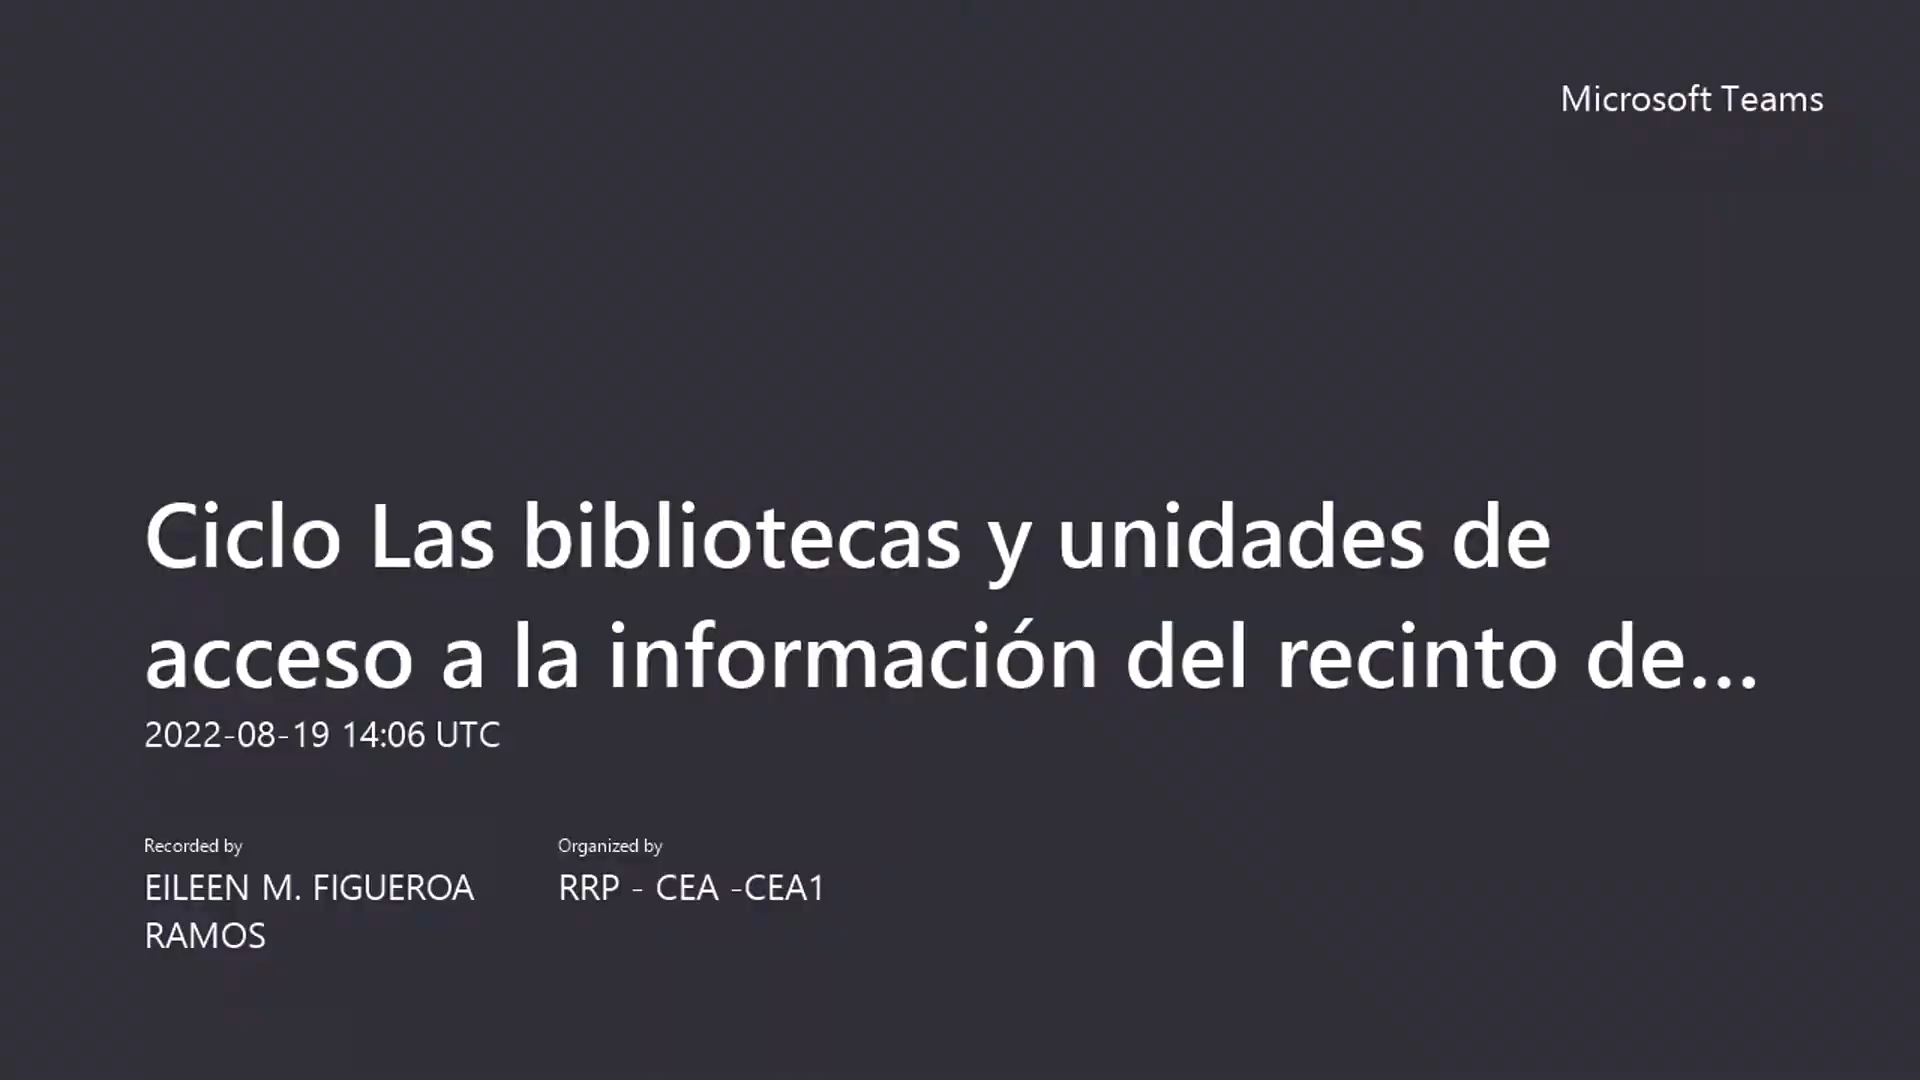 Microsoft Teams
Ciclo Las bibliotecas y unidades de
acceso a la información del recinto de...
2022-08-19 14:06 UTC
Recorded by
EILEEN M. FIGUEROA
RAMOS
Organized by
RRP - CEA -CEA1